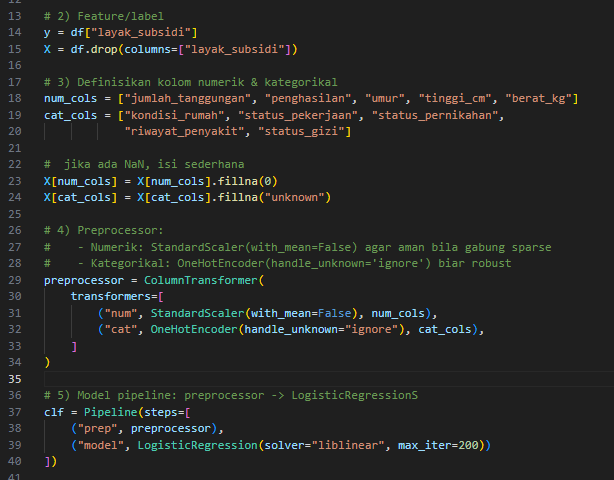 13 # 2) Feature/label
14 y = df["layak_subsidi"]
15 X = df.drop(columns=["layak_subsidi"])
16
17 # 3) Definisikan kolom numerik & kategorikal
18 num_cols = ["jumlah_tanggungan", "penghasilan", "umur", "tinggi_cm", "berat_kg"]
19 cat_cols = ["kondisi_rumah", "status_pekerjaan", "status_pernikahan",
20             "riwayat_penyakit", "status_gizi"]
21
22 #  jika ada NaN, isi sederhana
23 X[num_cols] = X[num_cols].fillna(0)
24 X[cat_cols] = X[cat_cols].fillna("unknown")
25
26 # 4) Preprocessor:
27 #    - Numerik: StandardScaler(with_mean=False) agar aman bila gabung sparse
28 #    - Kategorikal: OneHotEncoder(handle_unknown='ignore') biar robust
29 preprocessor = ColumnTransformer(
30     transformers=[
31         ("num", StandardScaler(with_mean=False), num_cols),
32         ("cat", OneHotEncoder(handle_unknown="ignore"), cat_cols),
33     ]
34 )
35
36 # 5) Model pipeline: preprocessor -> LogisticRegressionS
37 clf = Pipeline(steps=[
38     ("prep", preprocessor),
39     ("model", LogisticRegression(solver="liblinear", max_iter=200))
40 ])
41